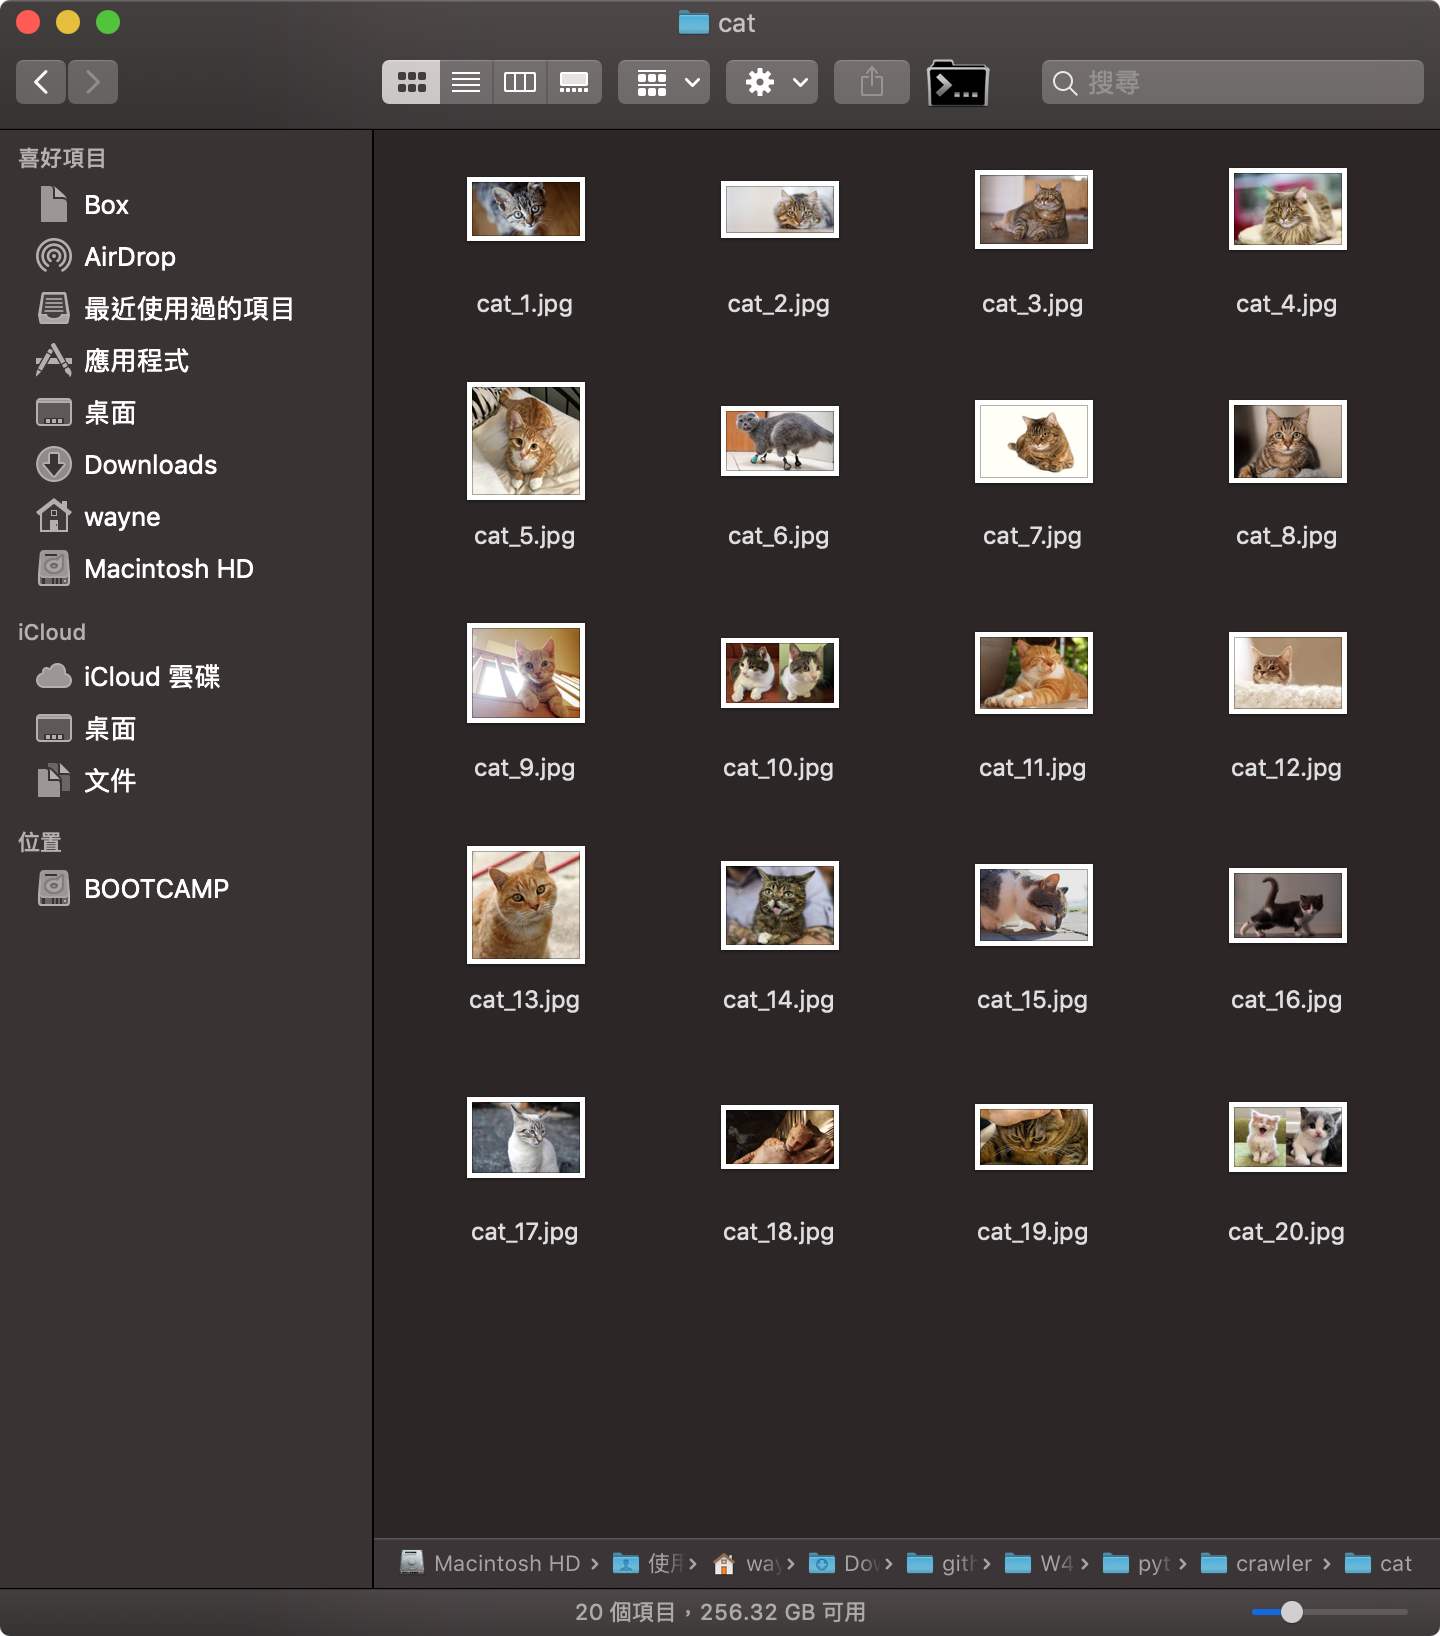 cat
搜尋
喜好項目
Box
AirDrop
最近使用過的項目
應用程式
桌面
Downloads
wayne
Macintosh HD
iCloud
iCloud 雲碟
桌面
文件
位置
BOOTCAMP
cat_1.jpg cat_2.jpg cat_3.jpg cat_4.jpg
cat_5.jpg cat_6.jpg cat_7.jpg cat_8.jpg
cat_9.jpg cat_10.jpg cat_11.jpg cat_12.jpg
cat_13.jpg cat_14.jpg cat_15.jpg cat_16.jpg
cat_17.jpg cat_18.jpg cat_19.jpg cat_20.jpg
Macintosh HD › 使用 › way › Dow › gith › W4 › pyt › crawler › cat
20 個項目，256.32 GB 可用